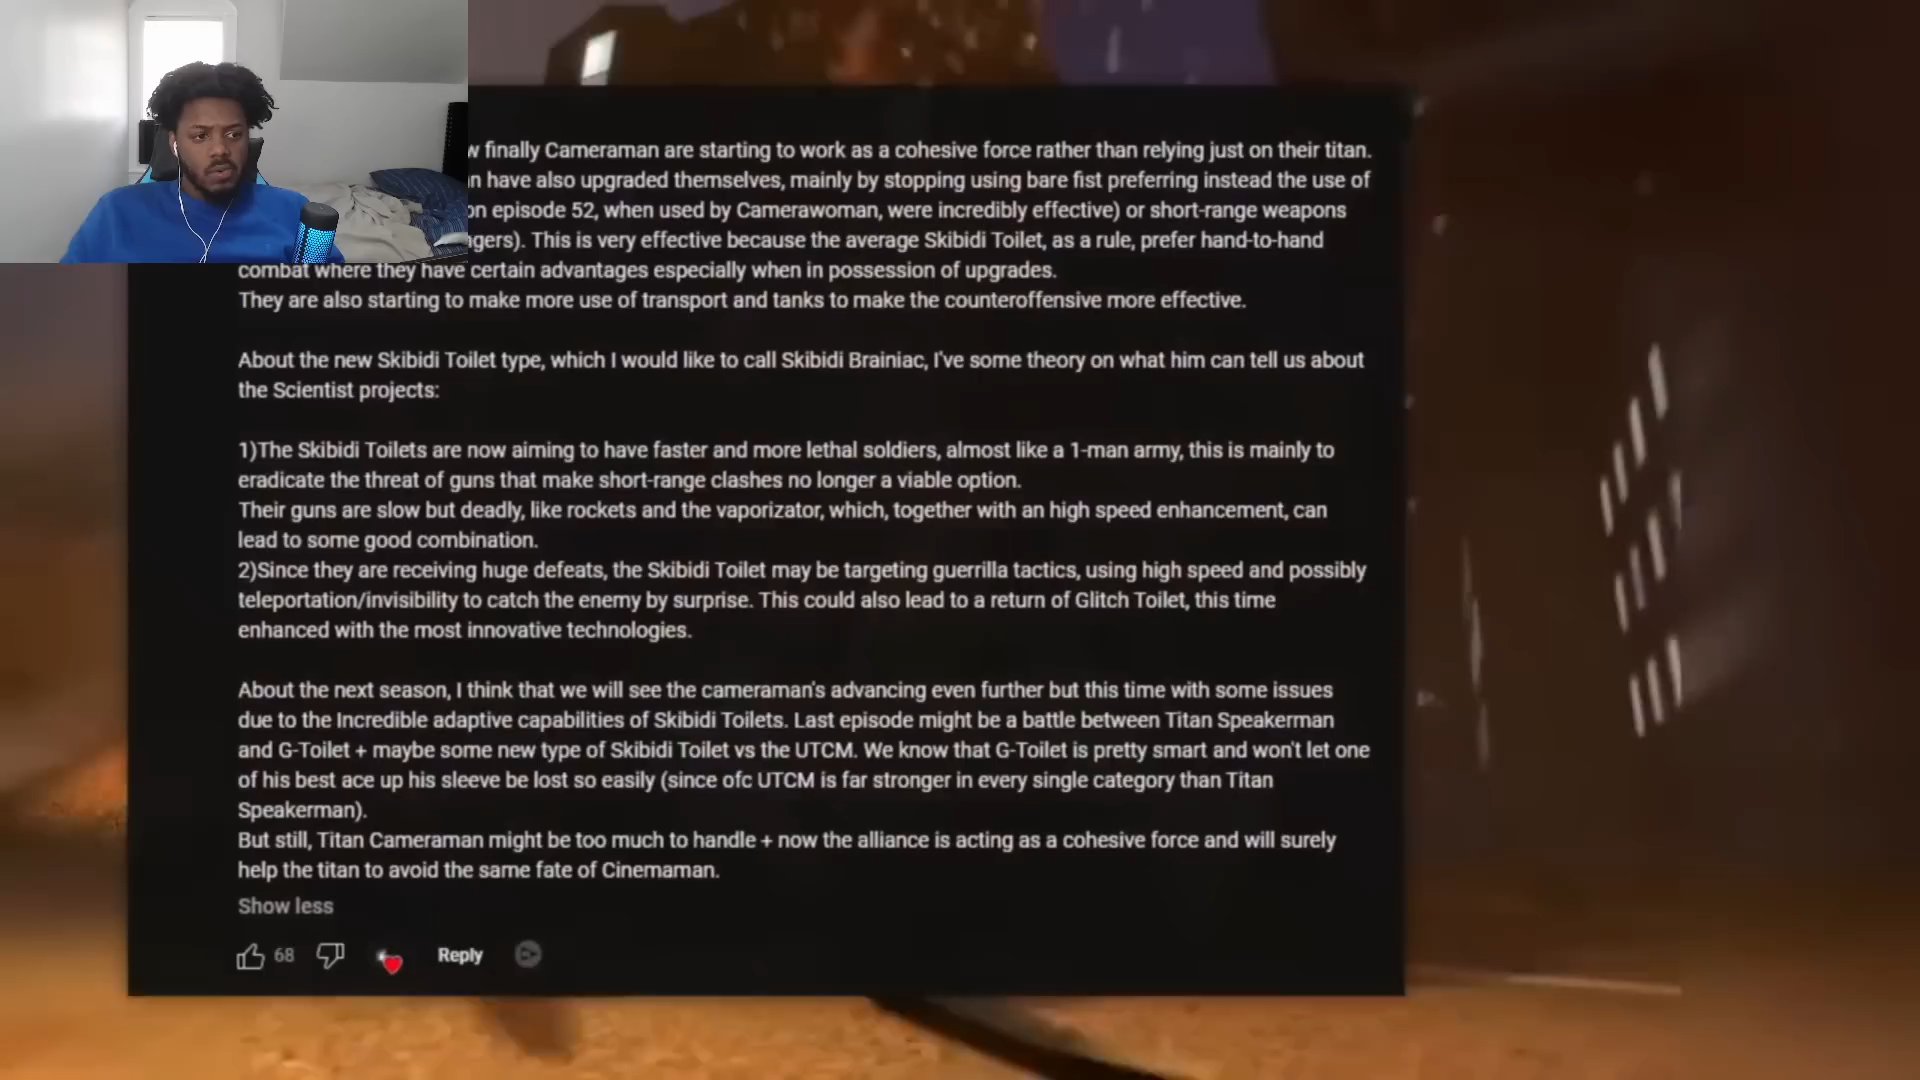 finally Cameraman are starting to work as a cohesive force rather than relying just on their titan.
have also upgraded themselves, mainly by stopping using bare fist preferring instead the use of
on episode 52, when used by Camerawoman, were incredibly effective) or short-range weapons
gers). This is very effective because the average Skibidi Toilet, as a rule, prefer hand-to-hand
combat where they have certain advantages especially when in possession of upgrades.
They are also starting to make more use of transport and tanks to make the counteroffensive more effective.
About the new Skibidi Toilet type, which I would like to call Skibidi Brainiac, I've some theory on what him can tell us about
the Scientist projects:
1)The Skibidi Toilets are now aiming to have faster and more lethal soldiers, almost like a 1-man army, this is mainly to
eradicate the threat of guns that make short-range clashes no longer a viable option.
Their guns are slow but deadly, like rockets and the vaporizator, which, together with an high speed enhancement, can
lead to some good combination.
2)Since they are receiving huge defeats, the Skibidi Toilet may be targeting guerrilla tactics, using high speed and possibly
teleportation/invisibility to catch the enemy by surprise. This could also lead to a return of Glitch Toilet, this time
enhanced with the most innovative technologies.
About the next season, I think that we will see the cameraman's advancing even further but this time with some issues
due to the Incredible adaptive capabilities of Skibidi Toilets. Last episode might be a battle between Titan Speakerman
and G-Toilet + maybe some new type of Skibidi Toilet vs the UTCM. We know that G-Toilet is pretty smart and won't let one
of his best ace up his sleeve be lost so easily (since ofc UTCM is far stronger in every single category than Titan
Speakerman).
But still, Titan Cameraman might be too much to handle + now the alliance is acting as a cohesive force and will surely
help the titan to avoid the same fate of Cinemaman.
Show less
68
Reply